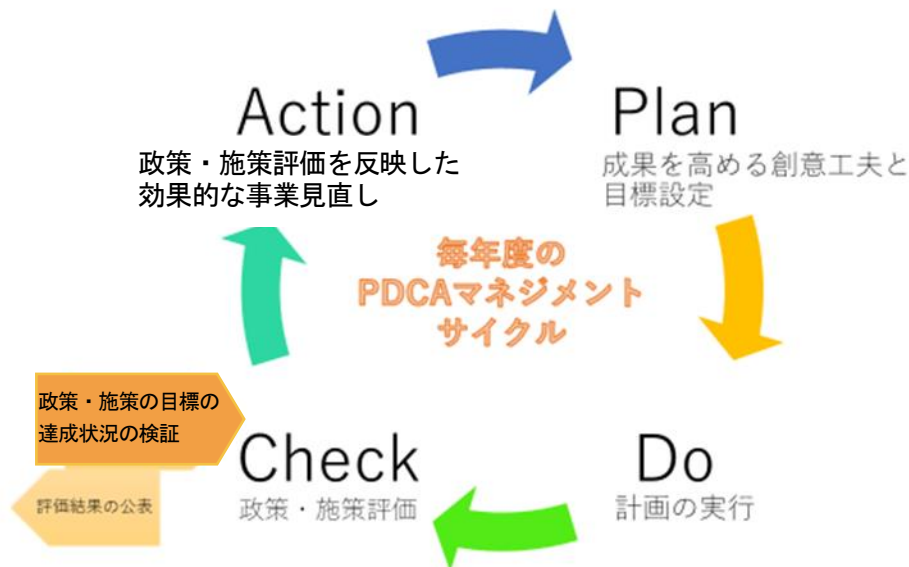 Action
政策・施策評価を反映した
効果的な事業見直し
Plan
成果を高める創意工夫と
目標設定
毎年度の
PDCAマネジメント
サイクル
政策・施策の目標の
達成状況の検証
評価結果の公表
Check
政策・施策評価
Do
計画の実行